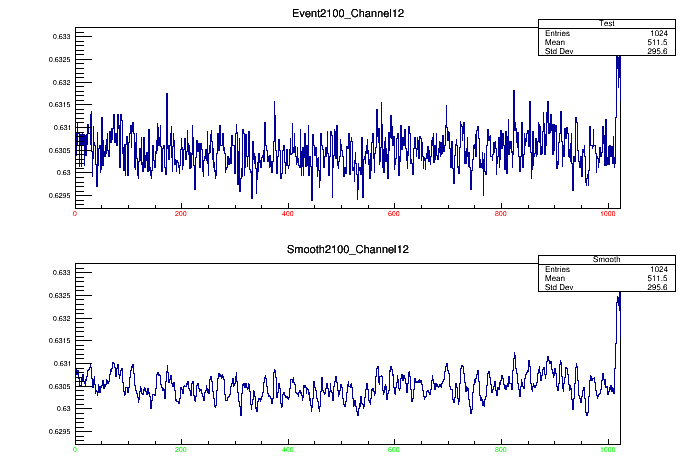 Event2100_Channel12
Test
Entries 1024
Mean 511.5
Std Dev 295.6
0.633
0.6325
0.632
0.6315
0.631
0.6305
0.63
0.6295
0 200 400 600 800 1000
Smooth2100_Channel12
Smooth
Entries 1024
Mean 511.5
Std Dev 295.6
0.633
0.6325
0.632
0.6315
0.631
0.6305
0.63
0.6295
0 200 400 600 800 1000